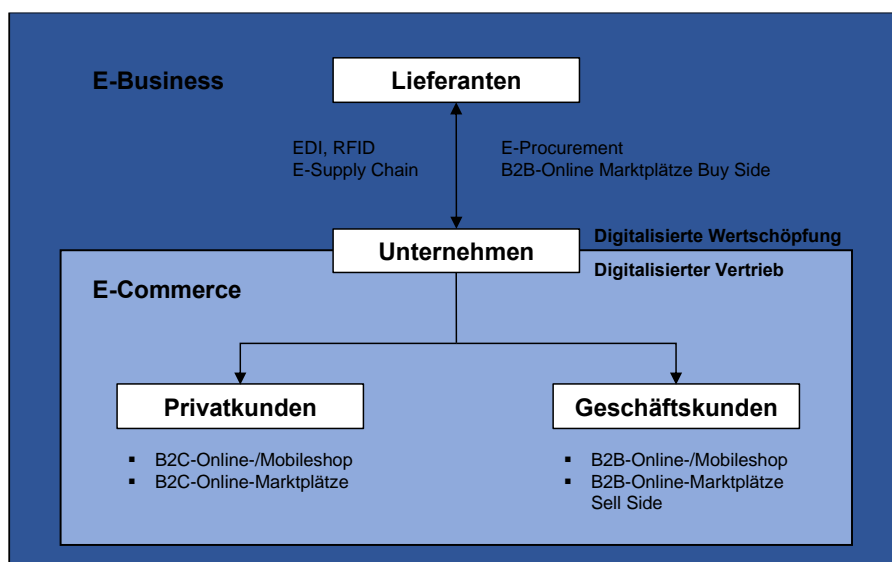 E-Business
Lieferanten
EDI, RFID
E-Supply Chain
E-Procurement
B2B-Online Marktplätze Buy Side
Unternehmen
Digitalisierte Wertschöpfung
Digitalisierter Vertrieb
E-Commerce
Privatkunden
▪ B2C-Online-/Mobileshop
▪ B2C-Online-Marktplätze
Geschäftskunden
▪ B2B-Online-/Mobileshop
▪ B2B-Online-Marktplätze
Sell Side